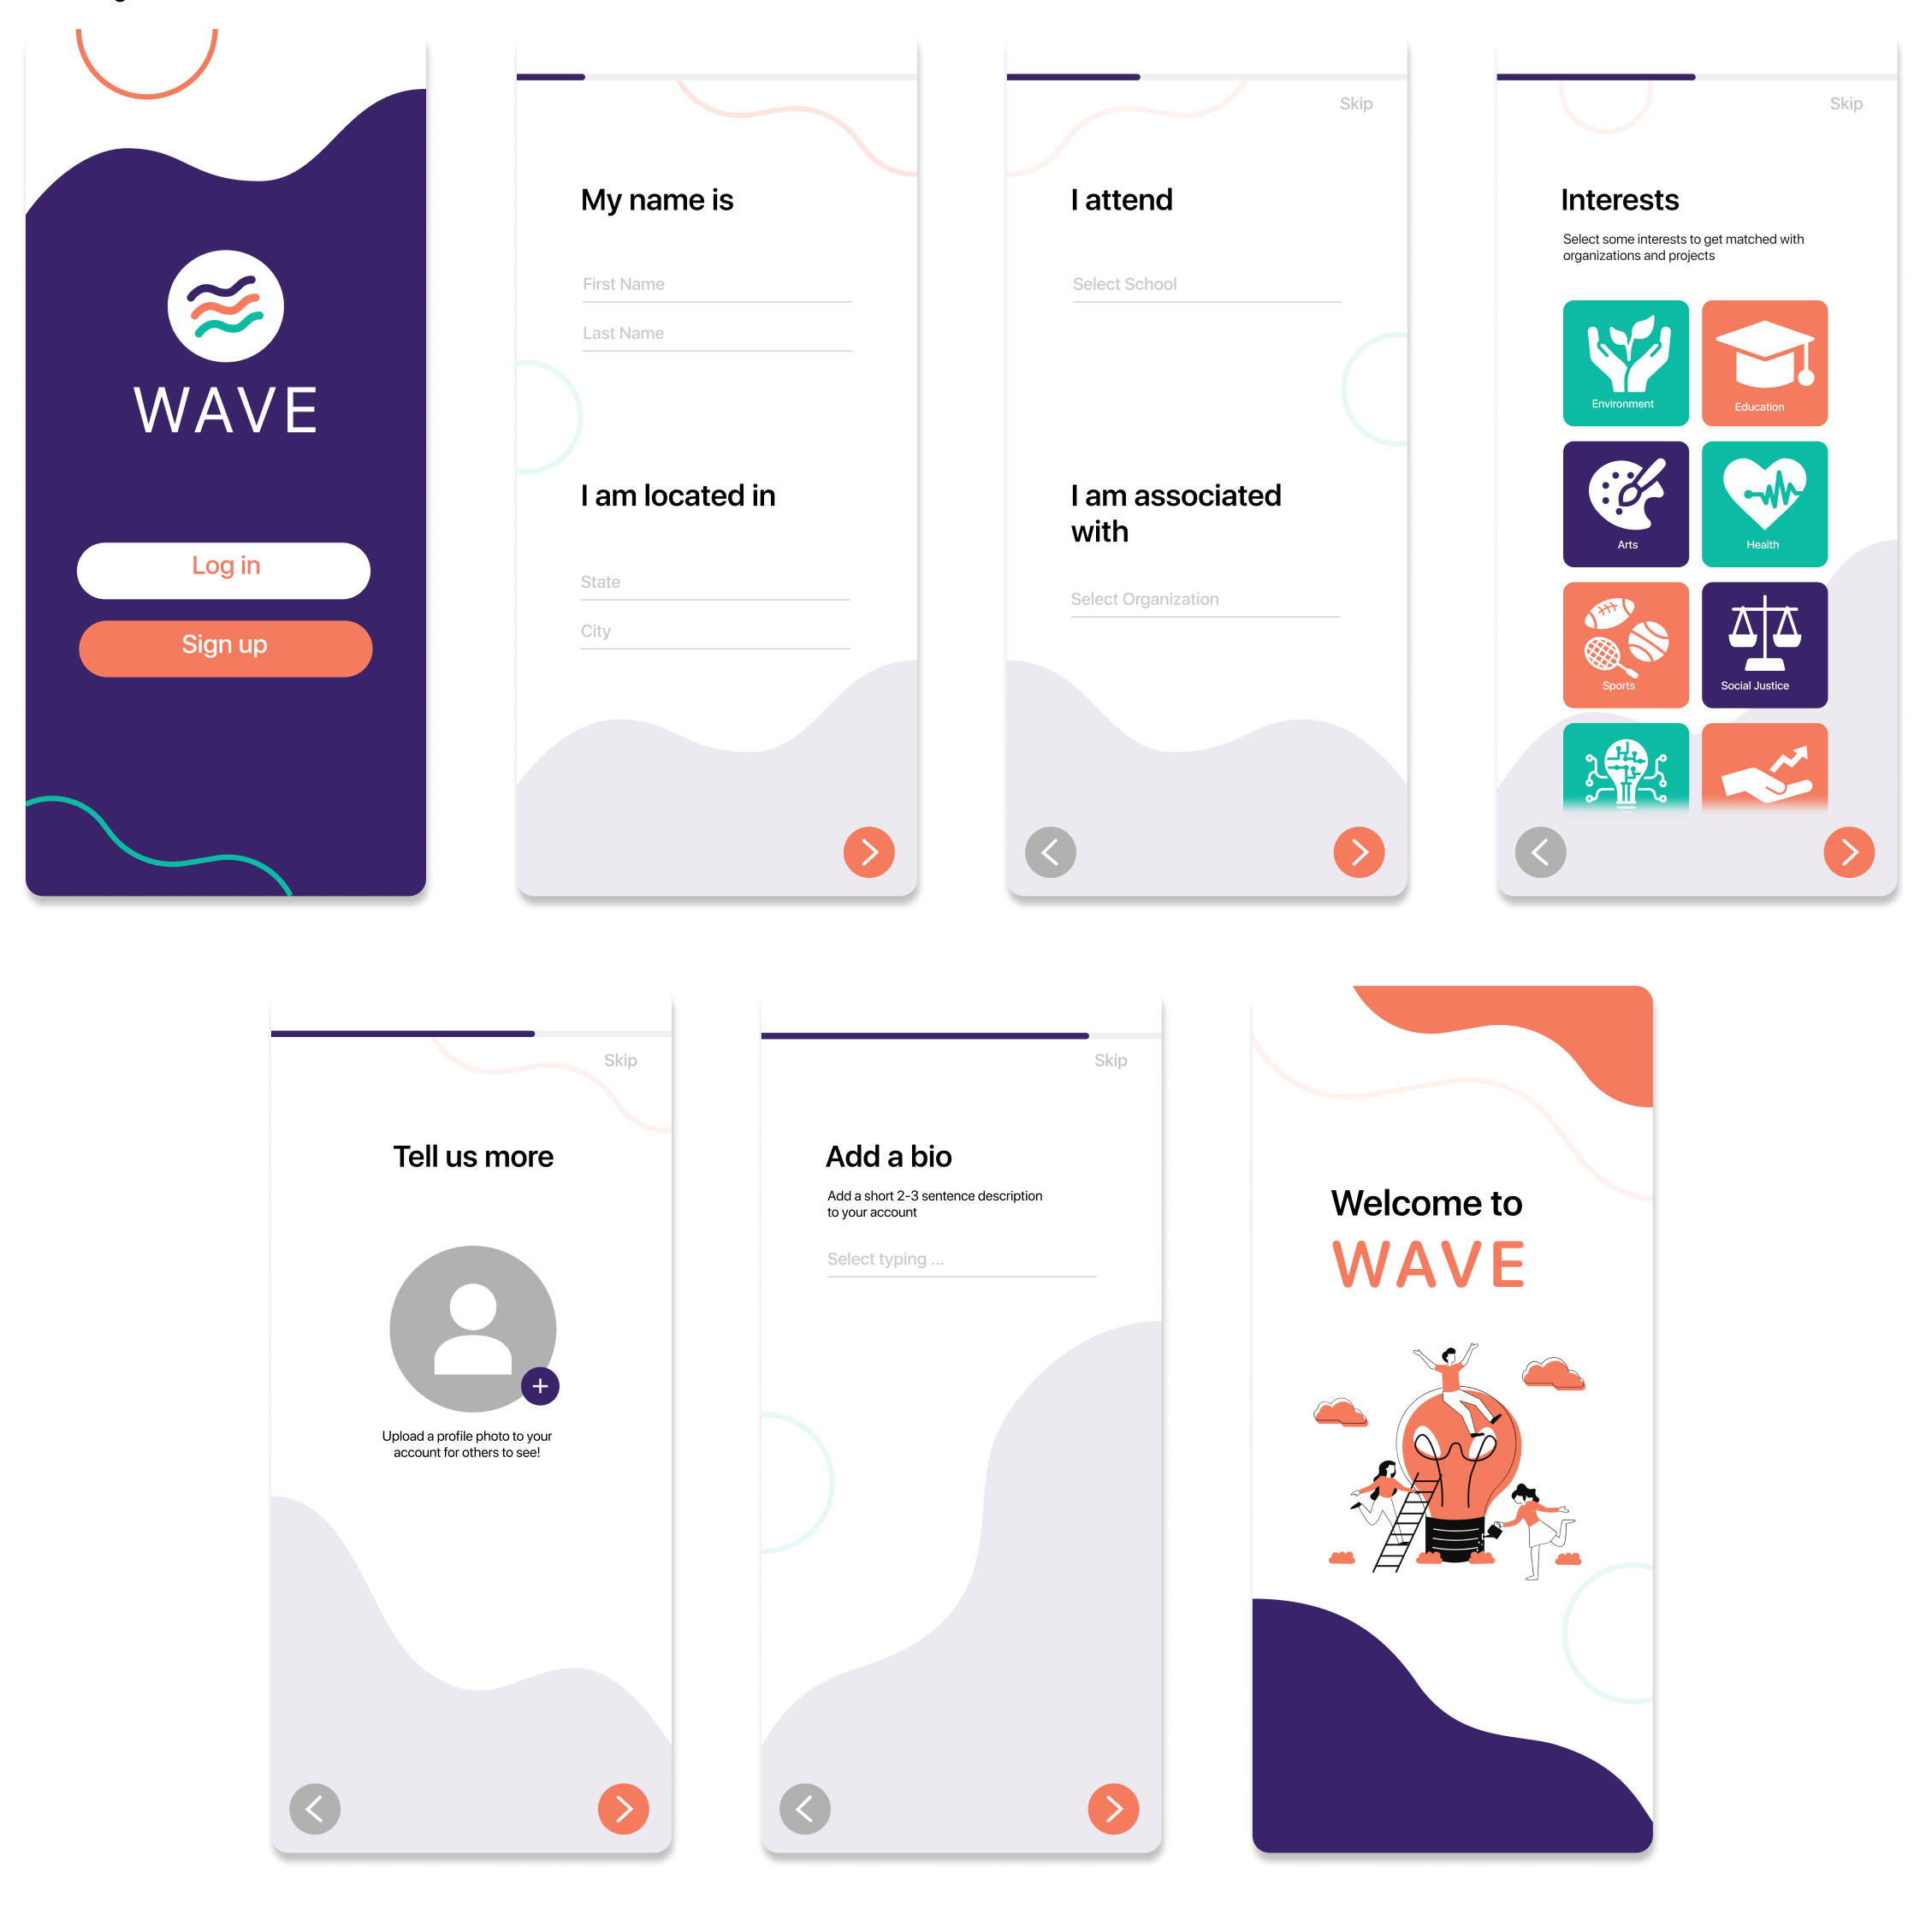 WAVE
Log in
Sign up
My name is
First Name
Last Name
I am located in
State
City
Skip
I attend
Select School
I am associated
with
Select Organization
Skip
Interests
Select some interests to get matched with
organizations and projects
Environment
Education
Arts
Health
Sports
Social Justice
Skip
Tell us more
Upload a profile photo to your
account for others to see!
Skip
Add a bio
Add a short 2-3 sentence description
to your account
Select typing ...
Welcome to
WAVE